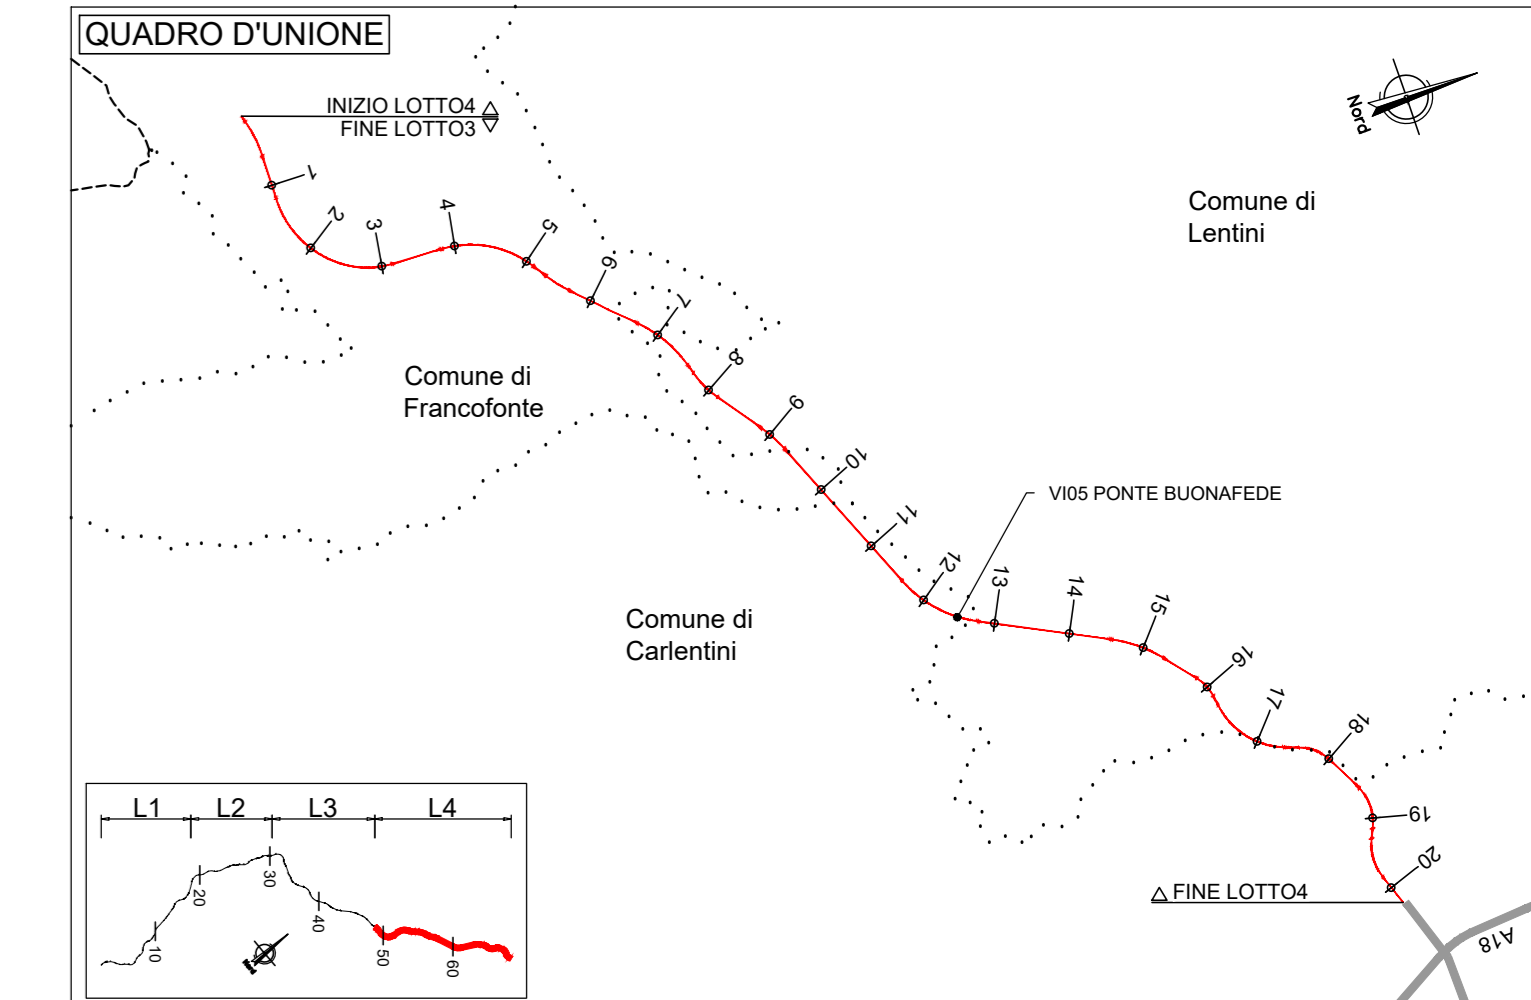 QUADRO D'UNIONE
INIZIO LOTTO4
FINE LOTTO3
Nord
Comune di
Lentini
1
2
3
4
5
6
7
8
9
10
11
12
13
14
15
16
17
18
19
20
Comune di
Francofonte
VI05 PONTE BUONAFEDE
Comune di
Carlentini
FINE LOTTO4
A18
L1 L2 L3 L4
10
20
30
40
50
60